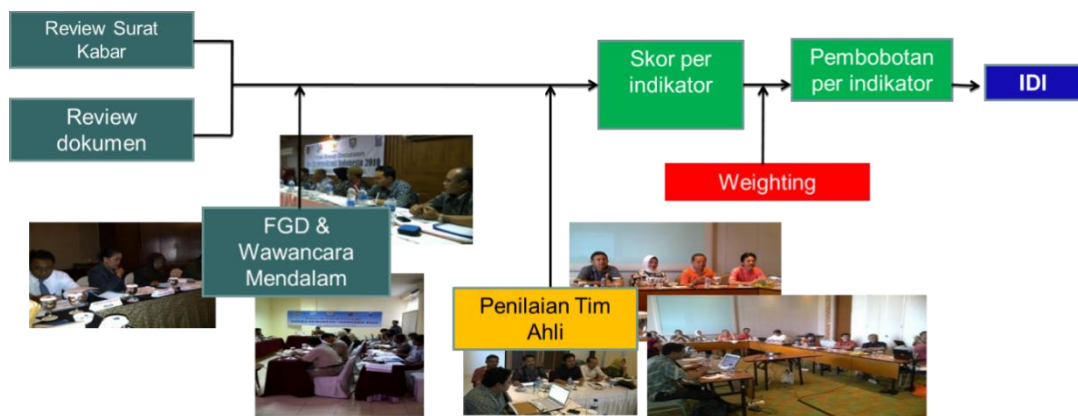 Review Surat
Kabar
Review
dokumen
Skor per
indikator
Pembobotan
per indikator
IDI
Weighting
FGD &
Wawancara
Mendalam
Penilaian Tim
Ahli